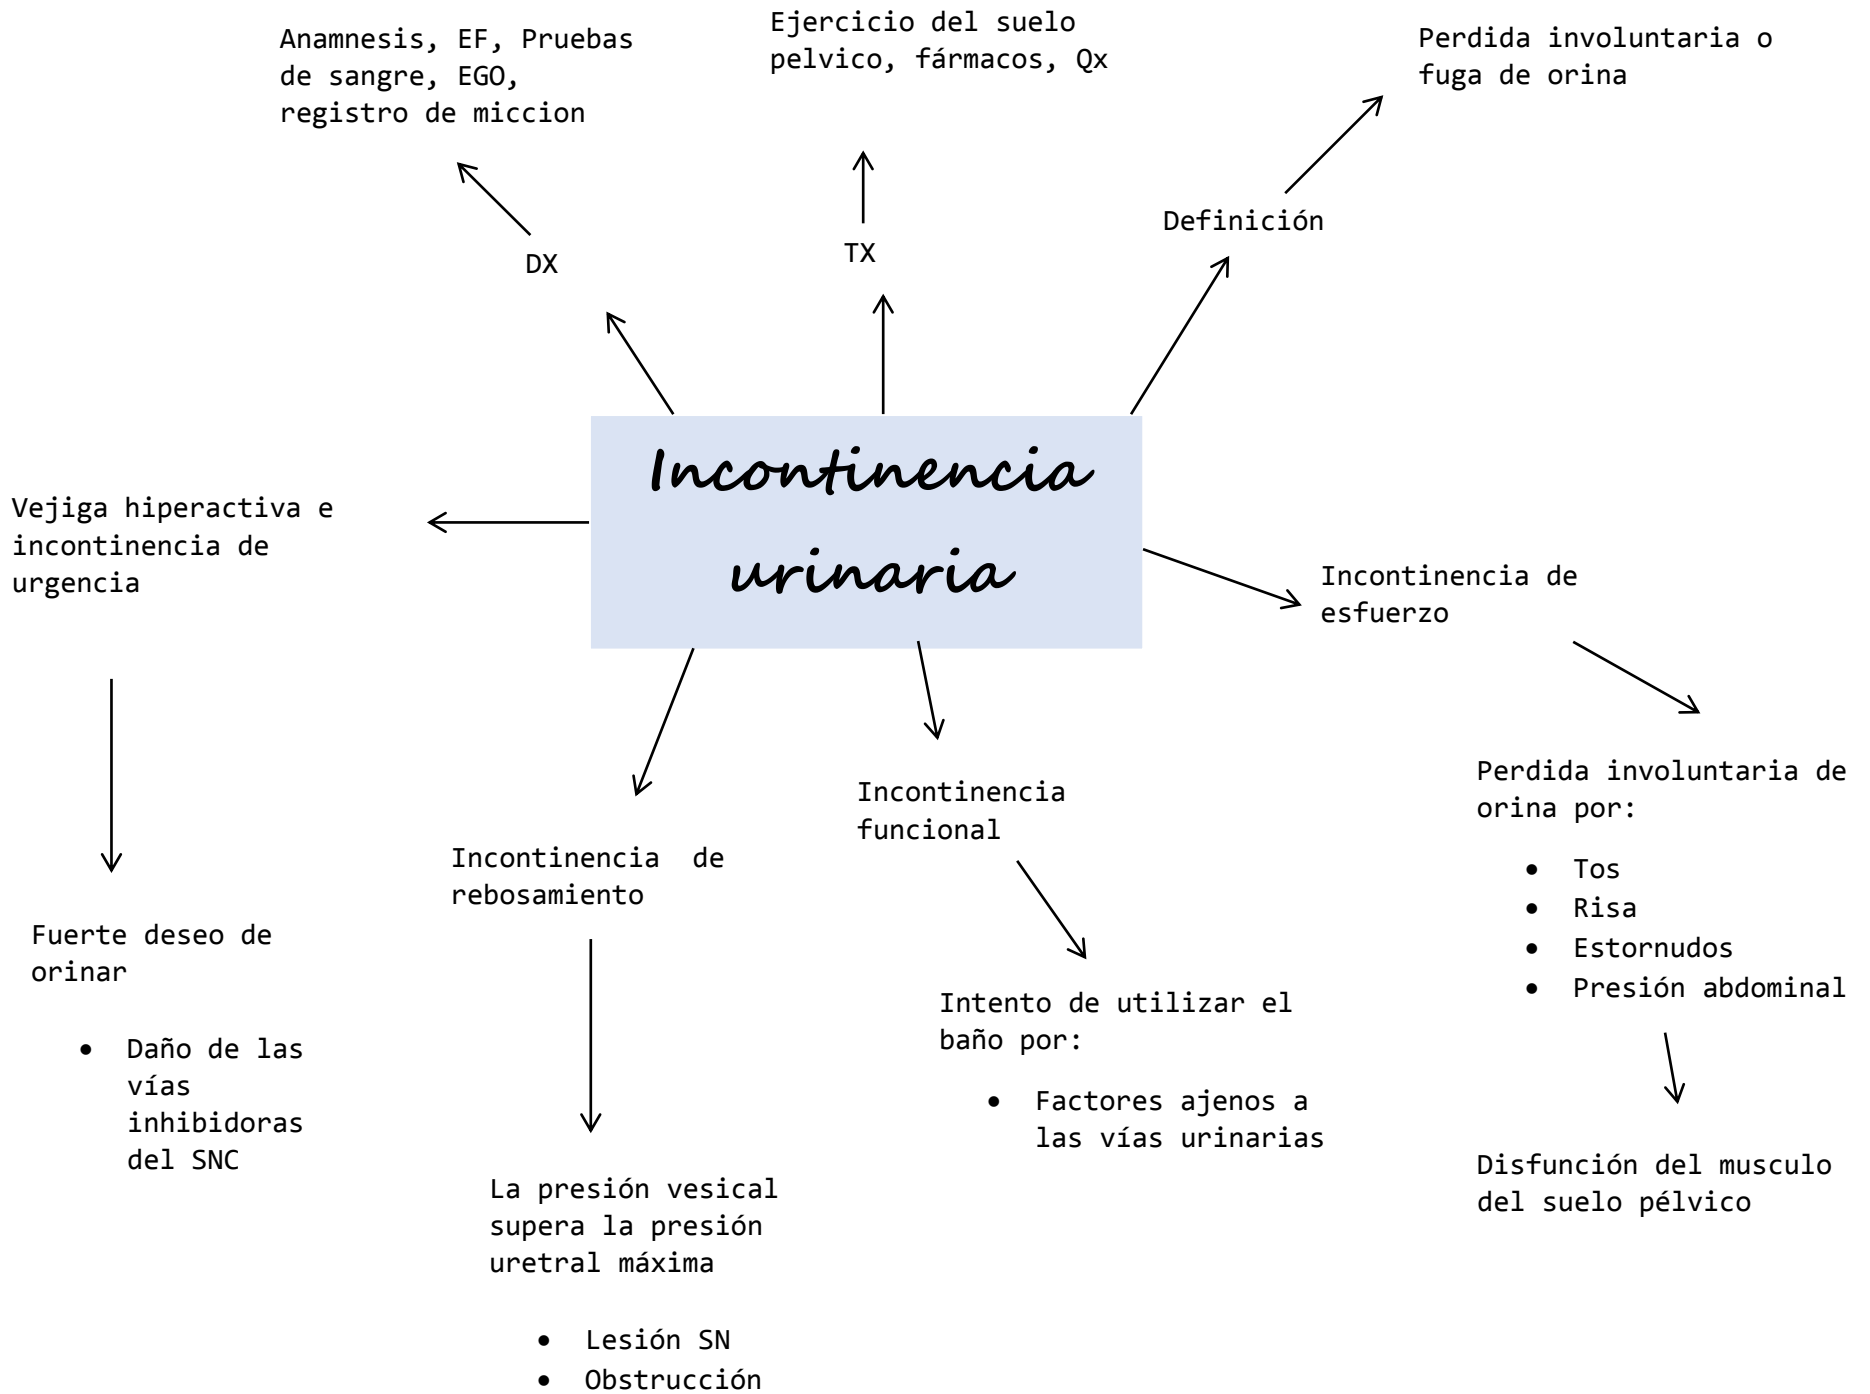 Anamnesis, EF, Pruebas
de sangre, EGO,
registro de miccion
Ejercicio del suelo
pelvico, fármacos, Qx
Perdida involuntaria o
fuga de orina
DX
TX
Definición
Incontinencia
urinaria
Vejiga hiperactiva e
incontinencia de
urgencia
Incontinencia de
esfuerzo
Fuerte deseo de
orinar
• Daño de las
vías
inhibidoras
del SNC
Incontinencia de
rebosamiento
La presión vesical
supera la presión
uretral máxima
• Lesión SN
• Obstrucción
Incontinencia
funcional
Intento de utilizar el
baño por:
• Factores ajenos a
las vías urinarias
Perdida involuntaria de
orina por:
• Tos
• Risa
• Estornudos
• Presión abdominal
Disfunción del musculo
del suelo pélvico